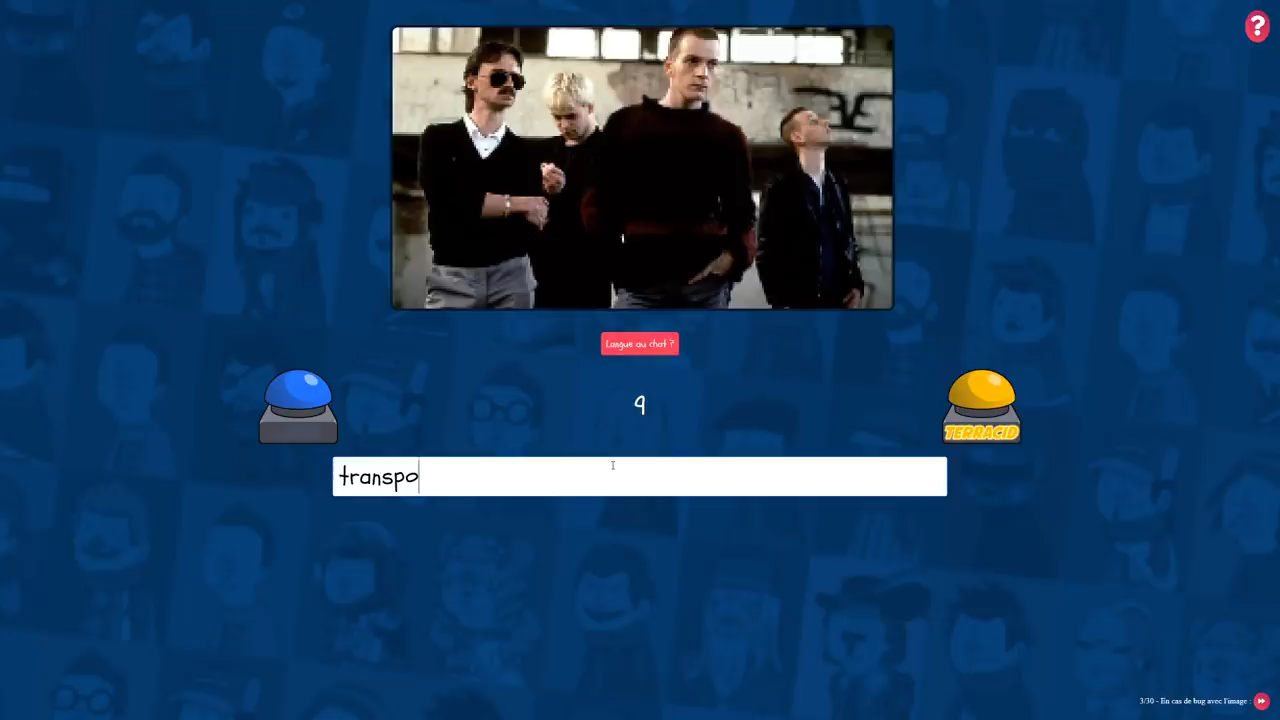 ?
Langue au chat ?
9
TERRACID
transpo
3/30 - En cas de bug avec l'image :